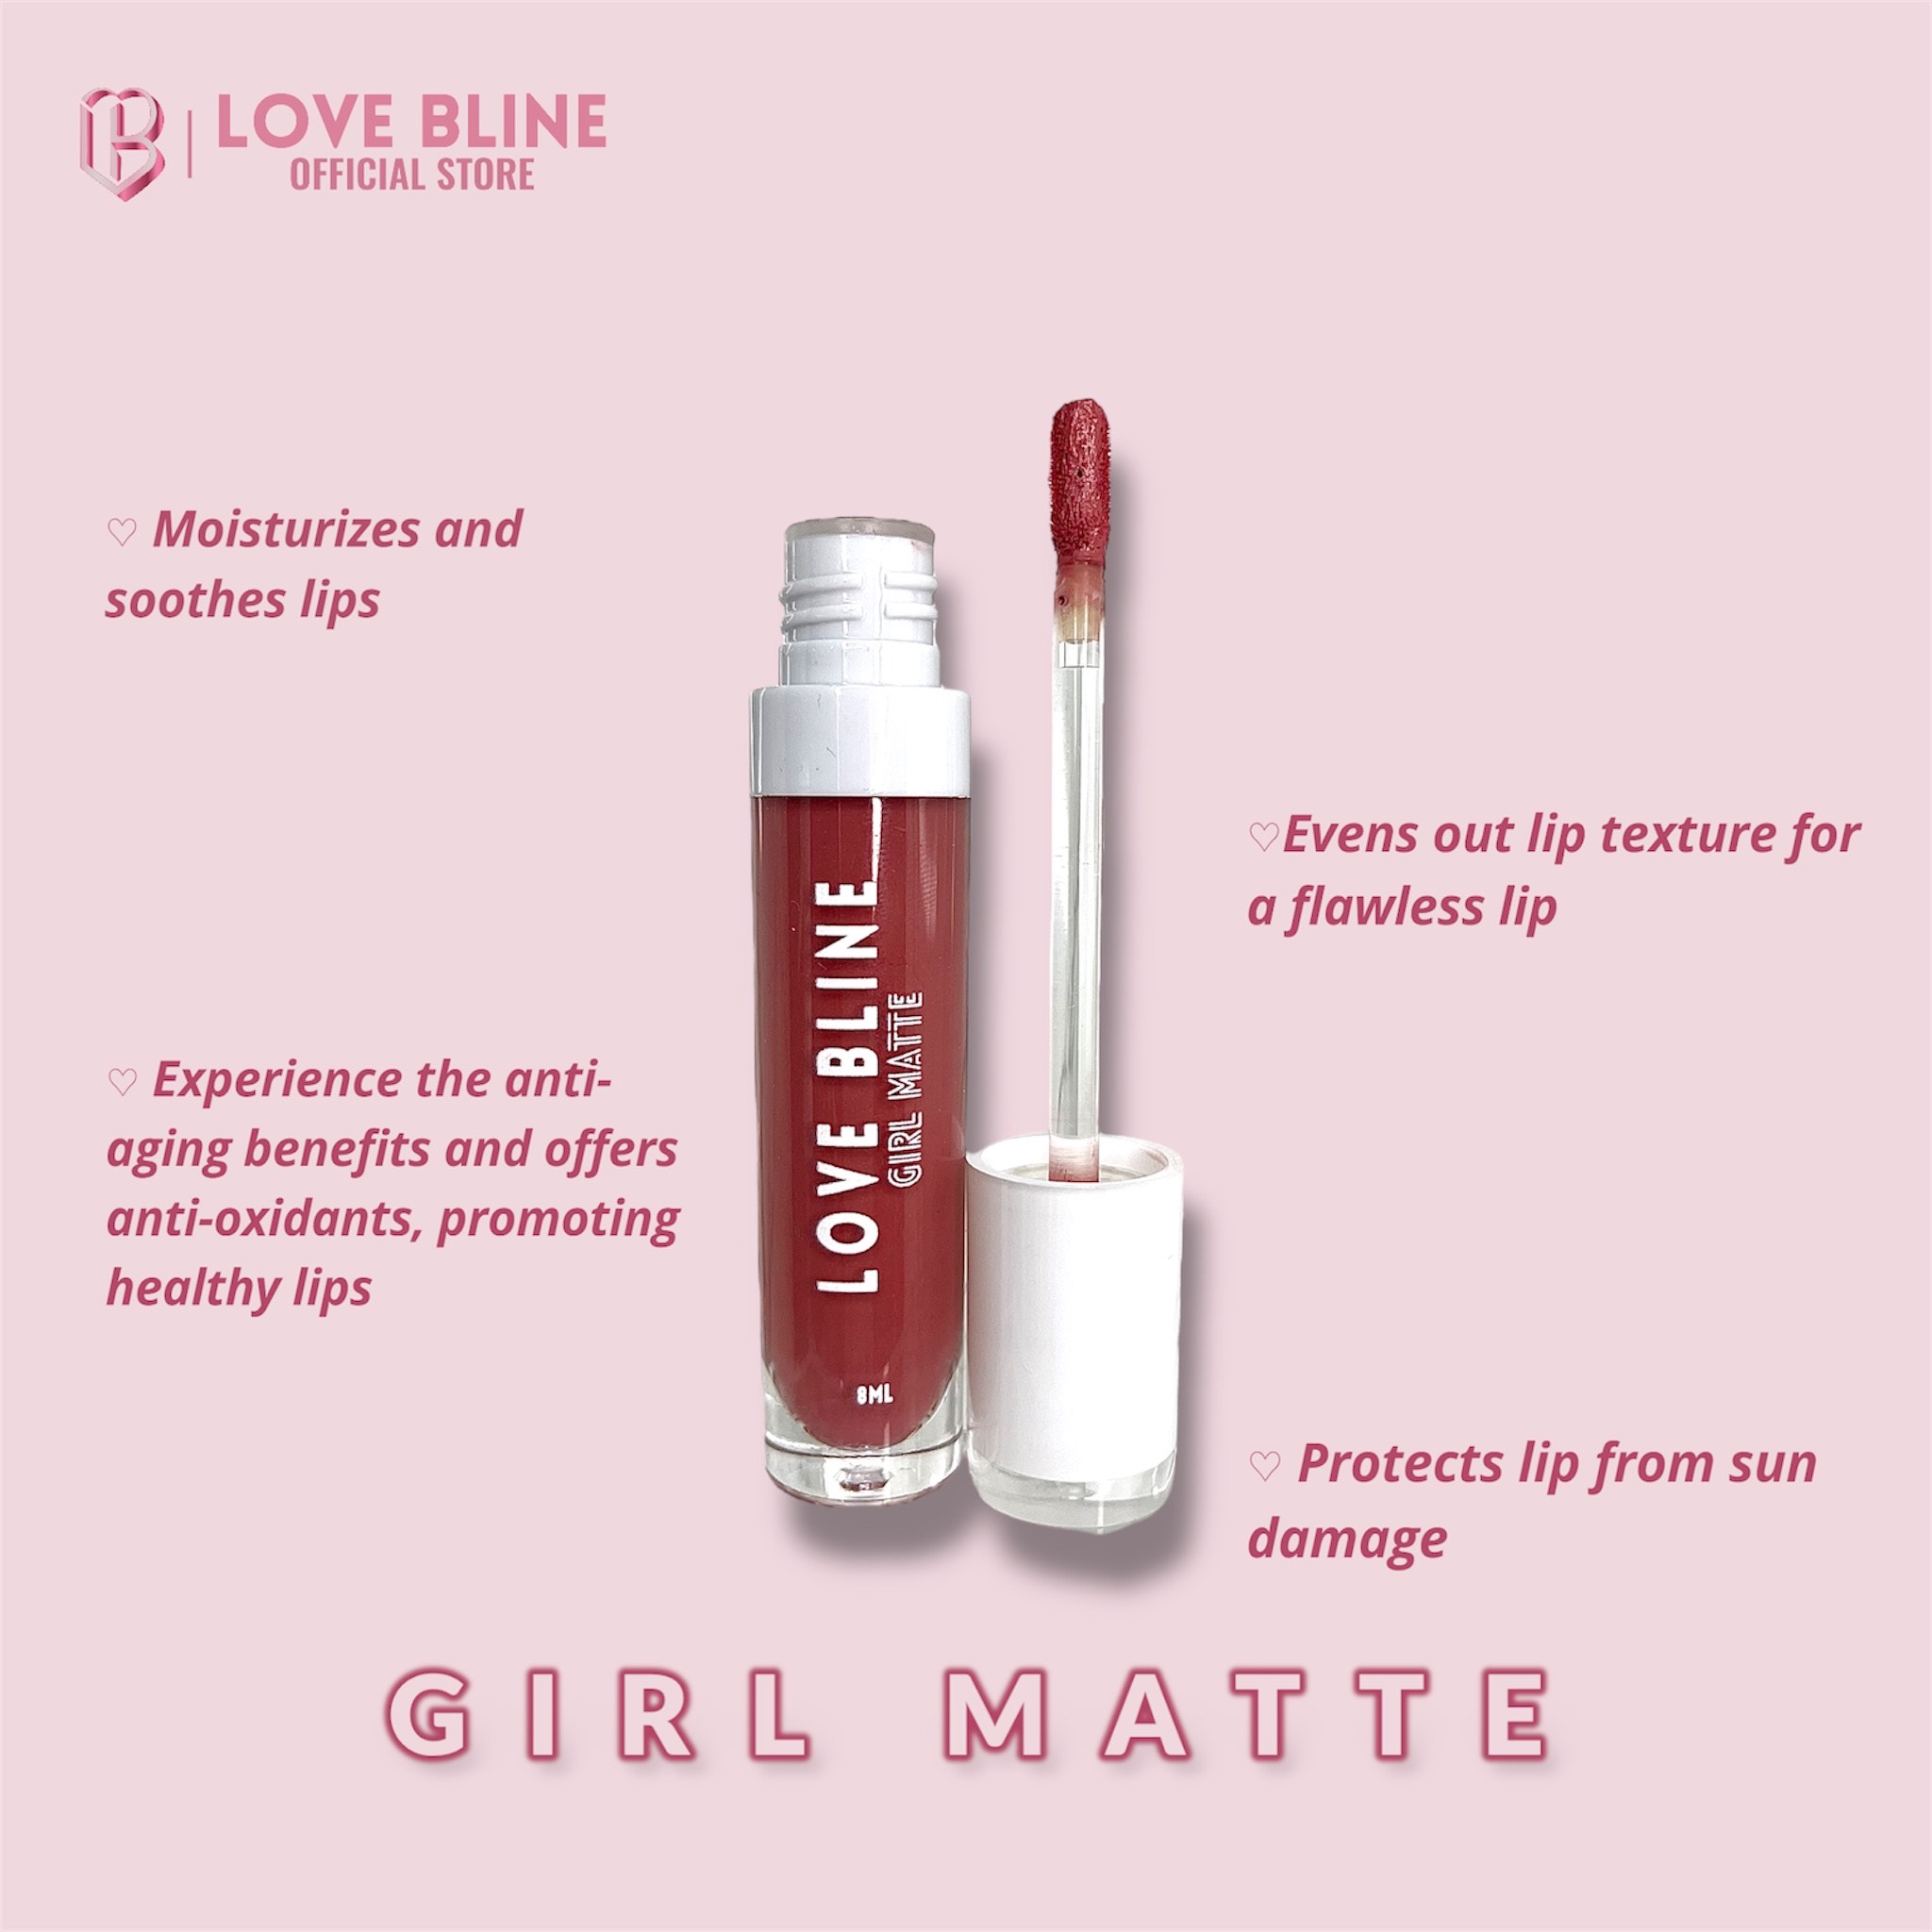 LOVE BLINE
OFFICIAL STORE
♡ Moisturizes and
soothes lips
♡Evens out lip texture for
a flawless lip
♡ Experience the anti-
aging benefits and offers
anti-oxidants, promoting
healthy lips
♡ Protects lip from sun
damage
LOVE BLINE
GIRL MATTE
8ML
GIRL MATTE